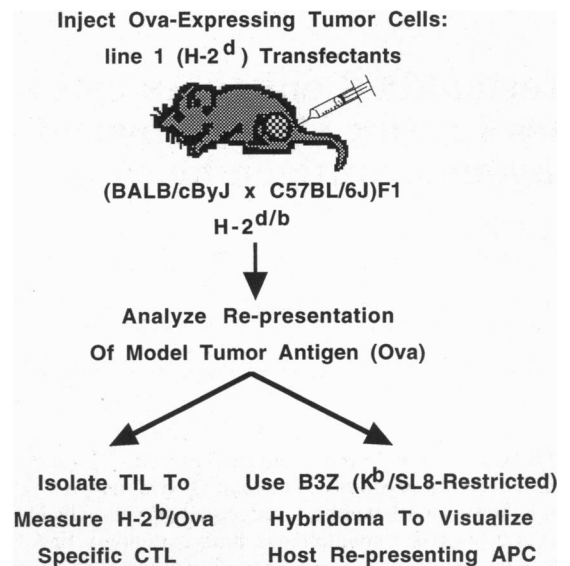 Inject Ova-Expressing Tumor Cells:
line 1 (H-2d) Transfectants
(BALB/cByJ x C57BL/6J)F1
H-2d/b
Analyze Re-presentation
Of Model Tumor Antigen (Ova)
Isolate TIL To
Measure H-2b/Ova
Specific CTL
Use B3Z (Kb/SL8-Restricted)
Hybridoma To Visualize
Host Re-presenting APC